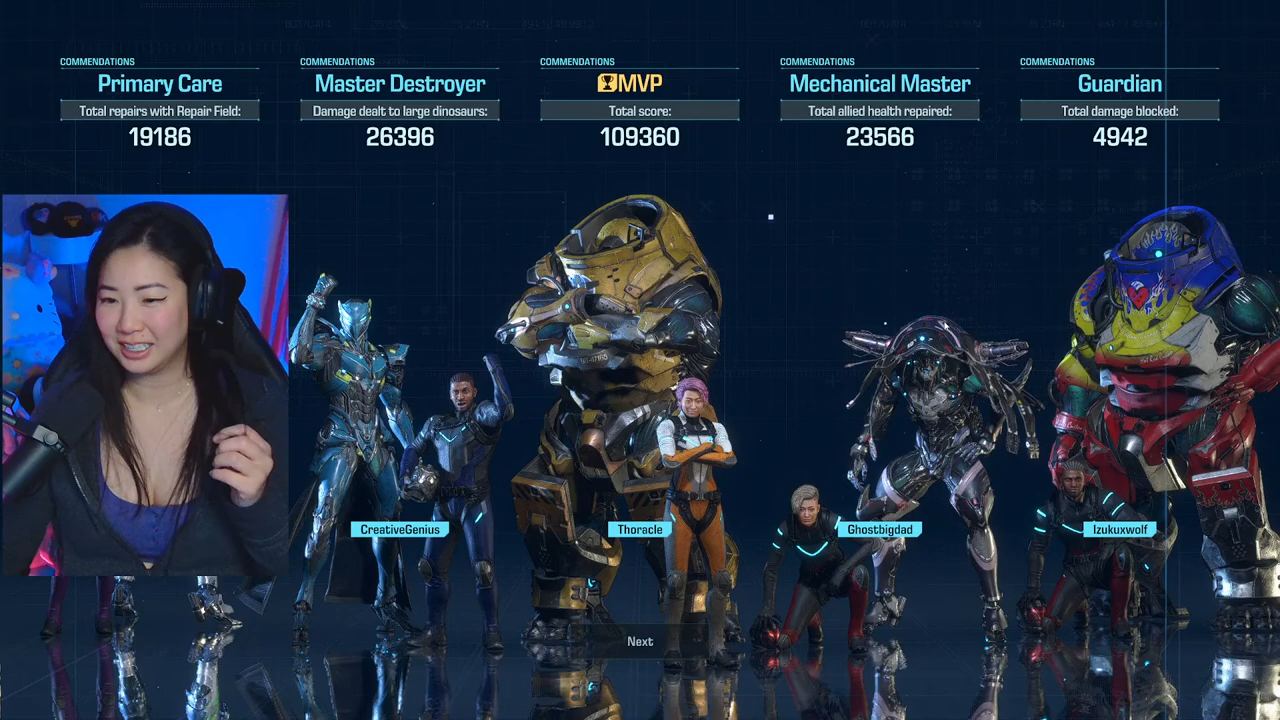 COMMENDATIONS
Primary Care
Total repairs with Repair Field:
19186
COMMENDATIONS
Master Destroyer
Damage dealt to large dinosaurs:
26396
COMMENDATIONS
MVP
Total score:
109360
COMMENDATIONS
Mechanical Master
Total allied health repaired:
23566
COMMENDATIONS
Guardian
Total damage blocked:
4942
CreativeGenius
Thoracle
Ghostbigdad
Izukuxwolf
Next